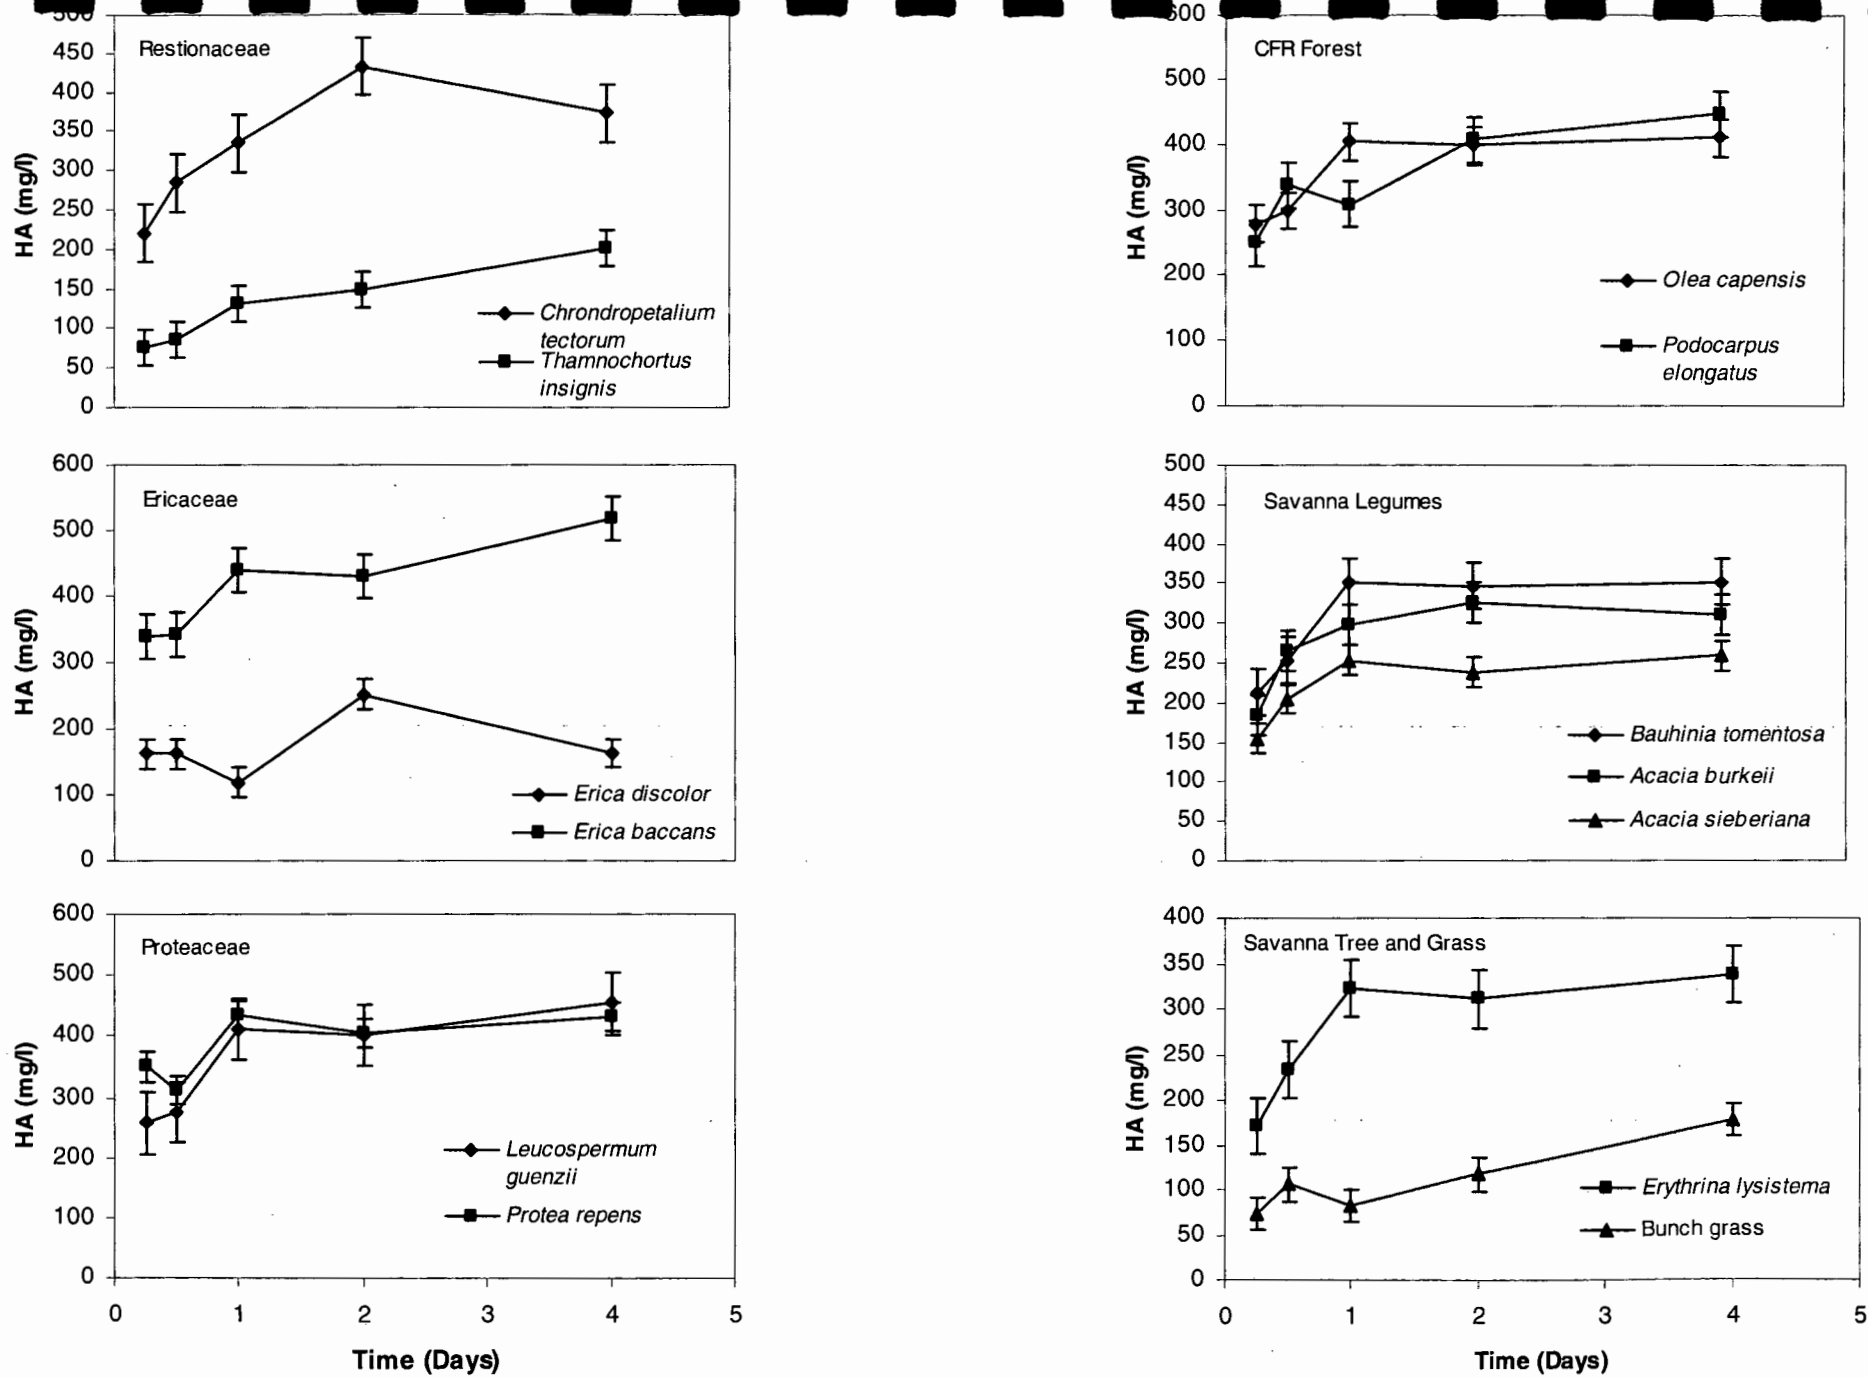 500
450
400
350
300
250
200
150
100
50
0
HA (mg/l)
Restionaceae
Chrondropetalium
tectorum
Thamnochortus
insignis
600
500
400
300
200
100
0
HA (mg/l)
CFR Forest
Olea capensis
Podocarpus
elongatus
600
500
400
300
200
100
0
HA (mg/l)
Ericaceae
Erica discolor
Erica baccans
500
450
400
350
300
250
200
150
100
50
0
HA (mg/l)
Savanna Legumes
Bauhinia tomentosa
Acacia burkeii
Acacia sieberiana
600
500
400
300
200
100
0
HA (mg/l)
Proteaceae
Leucospermum
guenzii
Protea repens
0 1 2 3 4 5
Time (Days)
400
350
300
250
200
150
100
50
0
HA (mg/l)
Savanna Tree and Grass
Erythrina lysistema
Bunch grass
0 1 2 3 4 5
Time (Days)